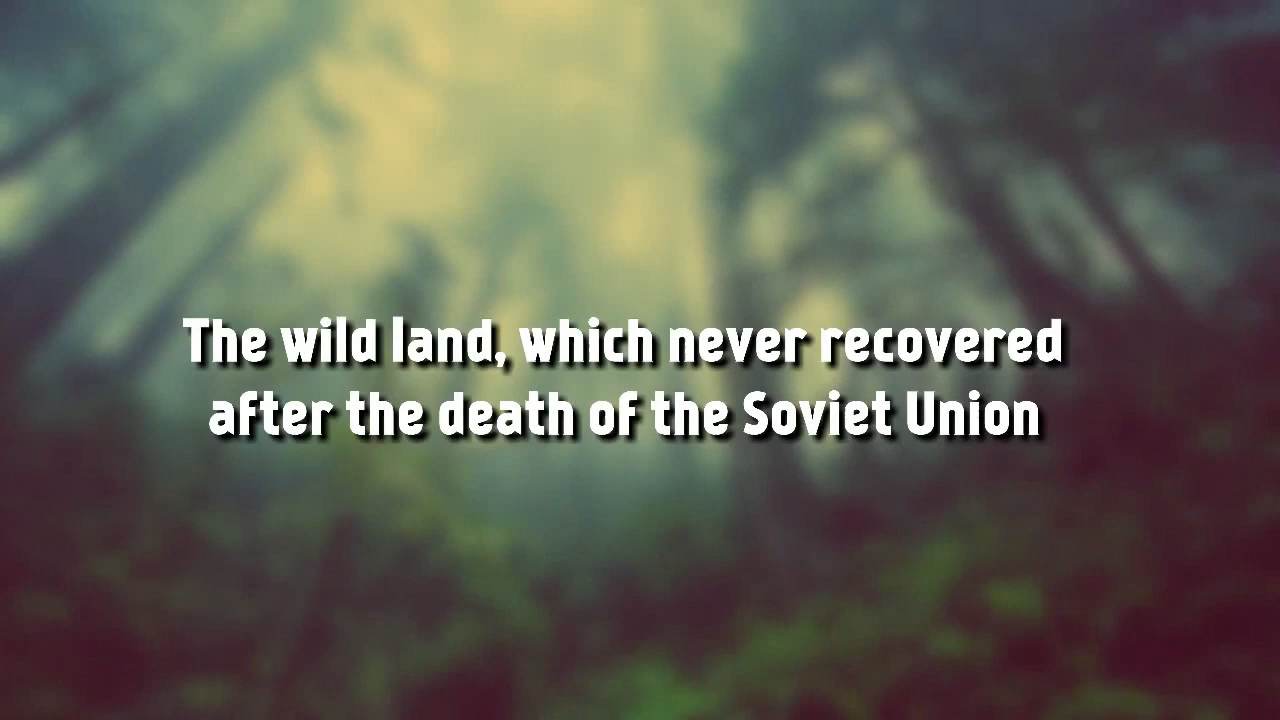 The wild land, which never recovered
after the death of the Soviet Union